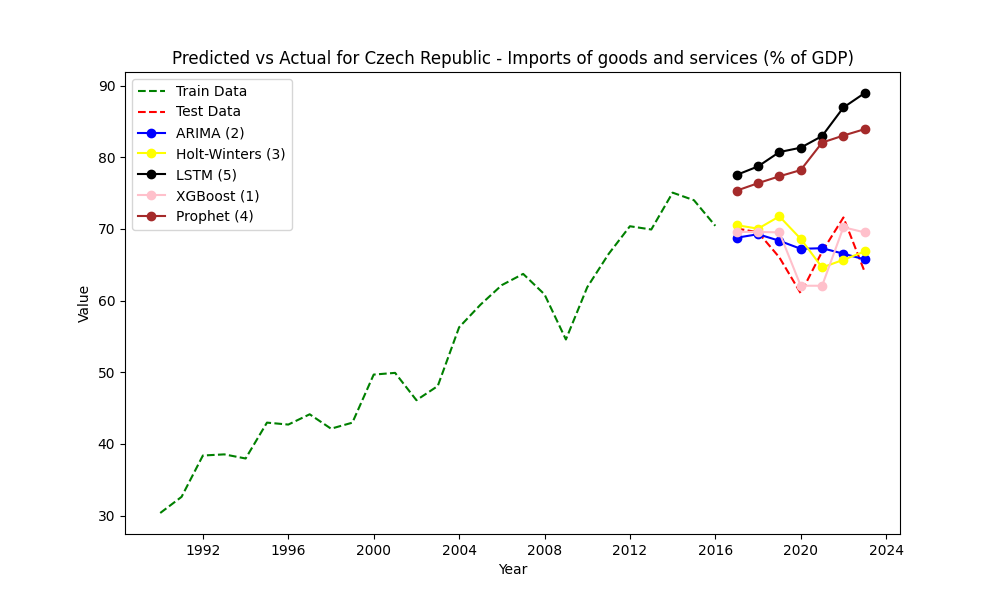 Predicted vs Actual for Czech Republic - Imports of goods and services (% of GDP)
Train Data
Test Data
ARIMA (2)
Holt-Winters (3)
LSTM (5)
XGBoost (1)
Prophet (4)
Value
90
80
70
60
50
40
30
1992 1996 2000 2004 2008 2012 2016 2020 2024
Year